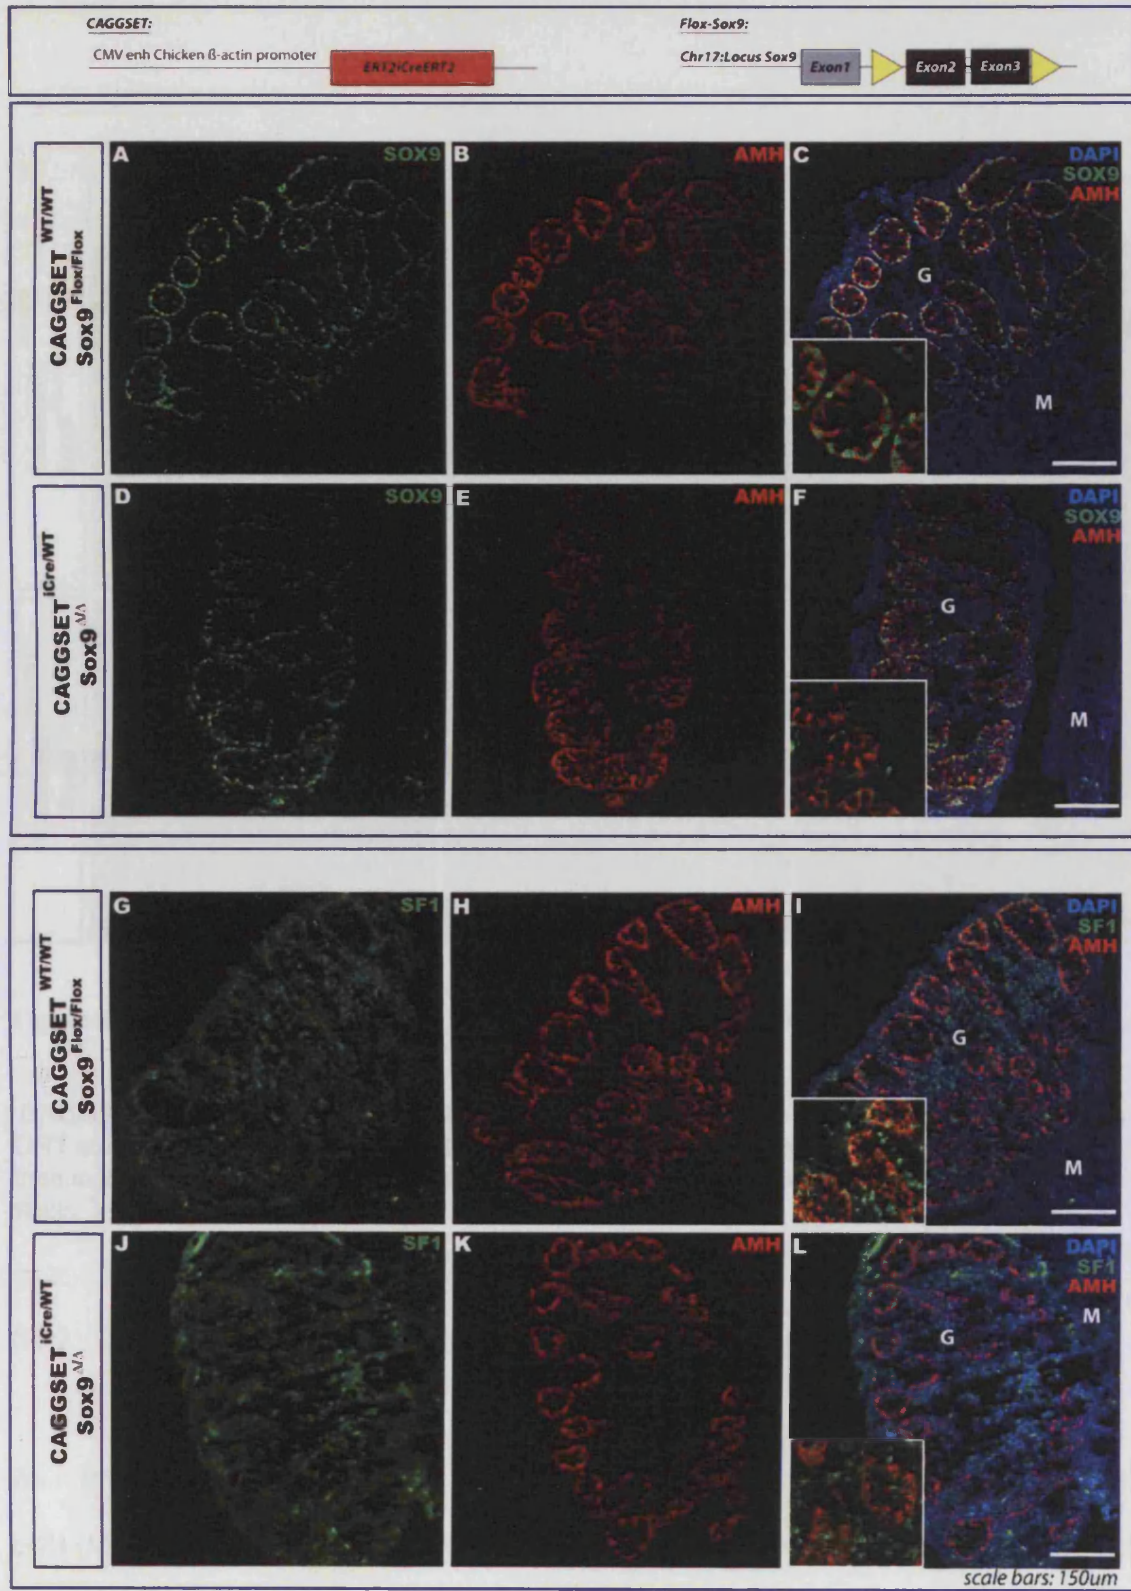 CAGGSET:
CMV enh Chicken ß-actin promoter
ERT2iCreERT2
Flox-Sox9:
Chr17:Locus Sox9
Exon1
Exon2
Exon3
CAGGSET WT/WT
Sox9 Flox/Flox
A
SOX9
B
AMH
C
DAPI
SOX9
AMH
G
M
CAGGSET iCre/WT
Sox9 Δ/Δ
D
SOX9
E
AMH
F
DAPI
SOX9
AMH
G
M
CAGGSET WT/WT
Sox9 Flox/Flox
G
SF1
H
AMH
I
DAPI
SF1
AMH
G
M
CAGGSET iCre/WT
Sox9 Δ/Δ
J
SF1
K
AMH
L
DAPI
SF1
AMH
G
M
scale bars: 150um